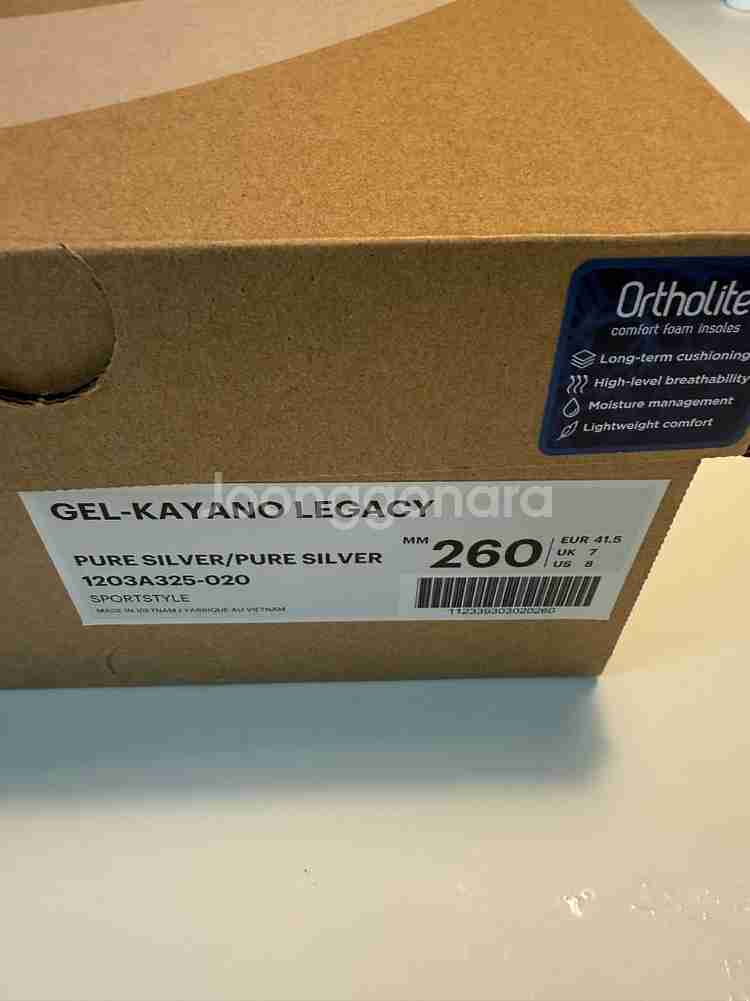 Ortholite
comfort foam insoles
Long-term cushioning
High-level breathability
Moisture management
Lightweight comfort
Joonggonara
GEL-KAYANO LEGACY
PURE SILVER/PURE SILVER
1203A325-020
SPORTSTYLE
MADE IN VIETNAM / FABRIQUE AU VIETNAM
MM 260
EUR 41.5
UK 7
US 8
112339303020260